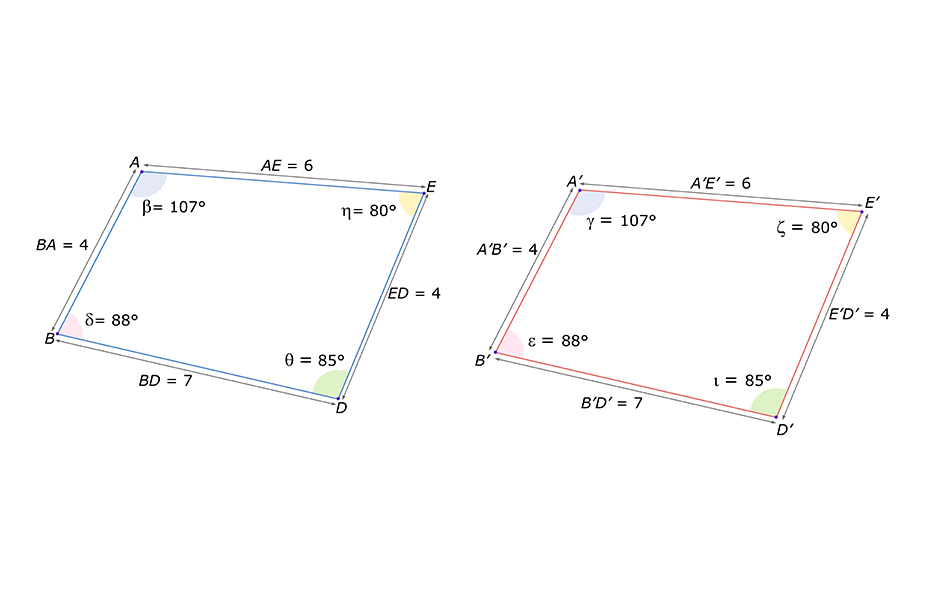 A
AE = 6
E
β= 107°
η= 80°
BA = 4
ED = 4
δ= 88°
B
θ = 85°
BD = 7
D
A′
A′E′ = 6
E′
γ = 107°
ζ = 80°
A′B′ = 4
E′D′ = 4
ε = 88°
B′
ι = 85°
B′D′ = 7
D′